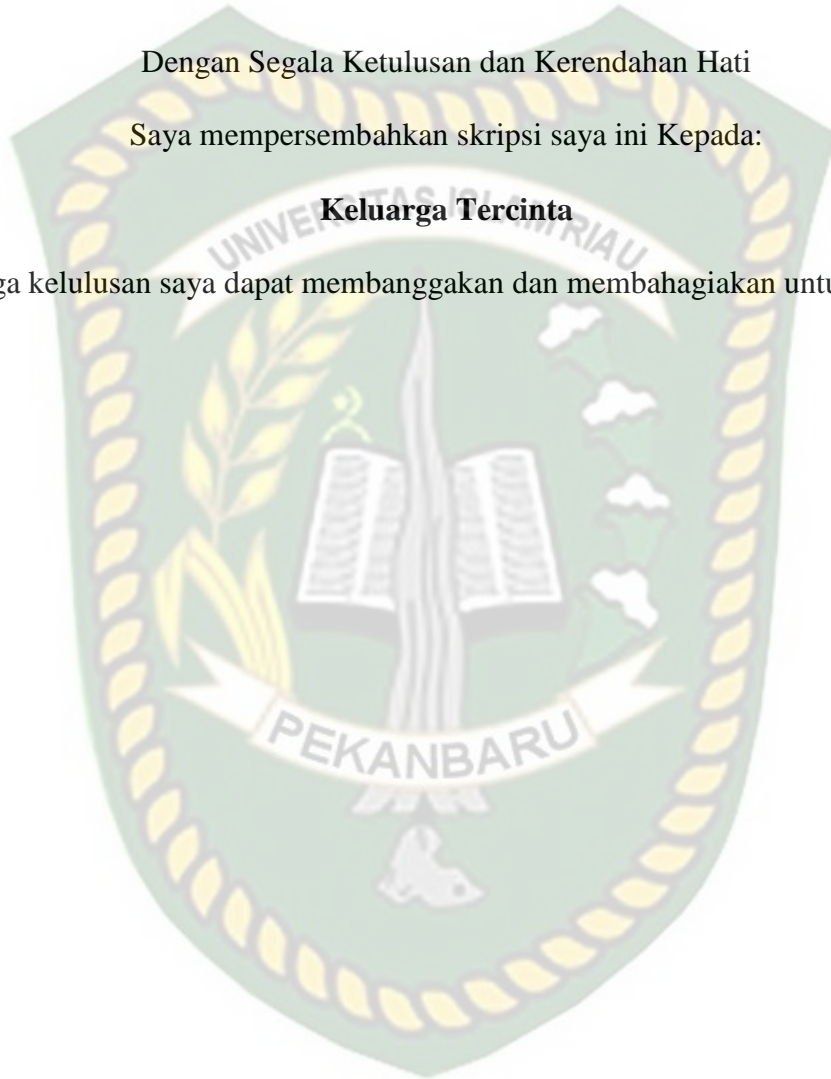 Dengan Segala Ketulusan dan Kerendahan Hati
Saya mempersembahkan skripsi saya ini Kepada:
UNIVERSITAS ISLAM RIAU
Keluarga Tercinta
kelulusan saya dapat membanggakan dan membahagiakan
PEKANBARU